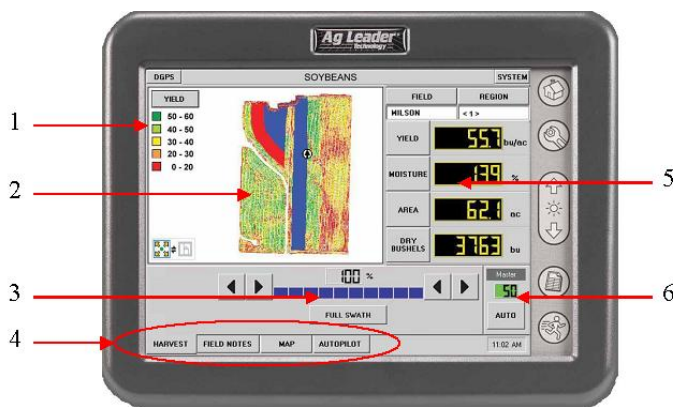 Ag Leader
Technology
DGPS
SOYBEANS
SYSTEM
YIELD
50 - 60
40 - 50
30 - 40
20 - 30
0 - 20
FIELD
REGION
WILSON
<1>
YIELD
55.7 bu/ac
MOISTURE
13.9 %
AREA
62.1 ac
DRY BUSHELS
3763 bu
100 %
FULL SWATH
Master
50
AUTO
HARVEST
FIELD NOTES
MAP
AUTOPILOT
11:02 AM
1
2
3
4
5
6